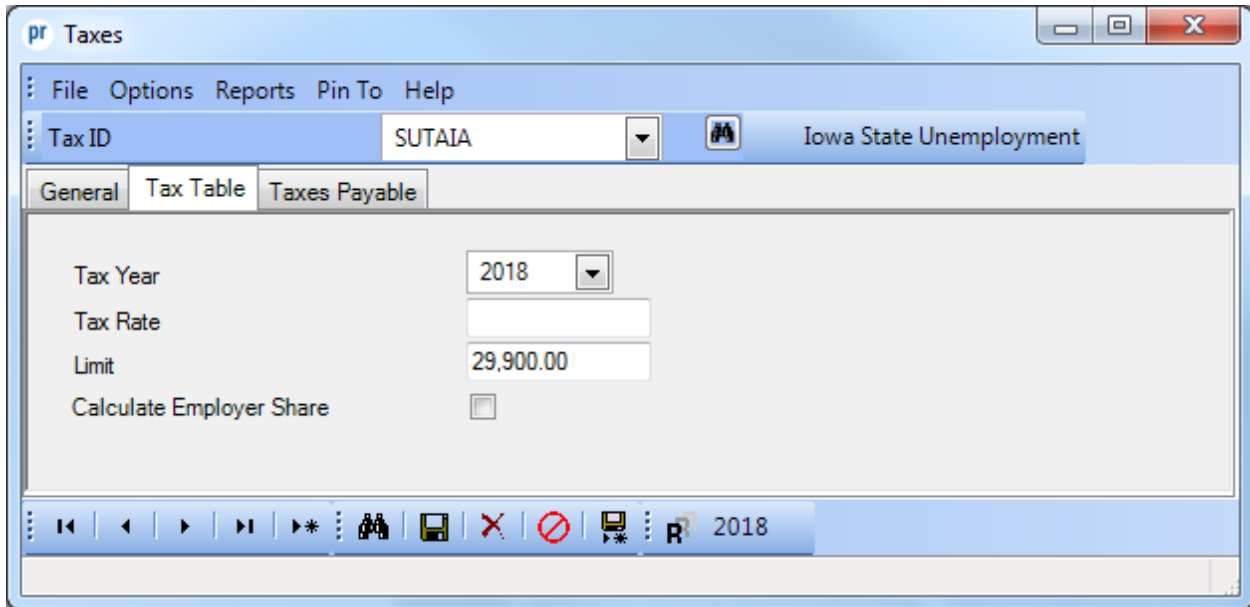 pr Taxes
File Options Reports Pin To Help
Tax ID SUTAIA Iowa State Unemployment
General Tax Table Taxes Payable
Tax Year 2018
Tax Rate
Limit 29,900.00
Calculate Employer Share
R 2018